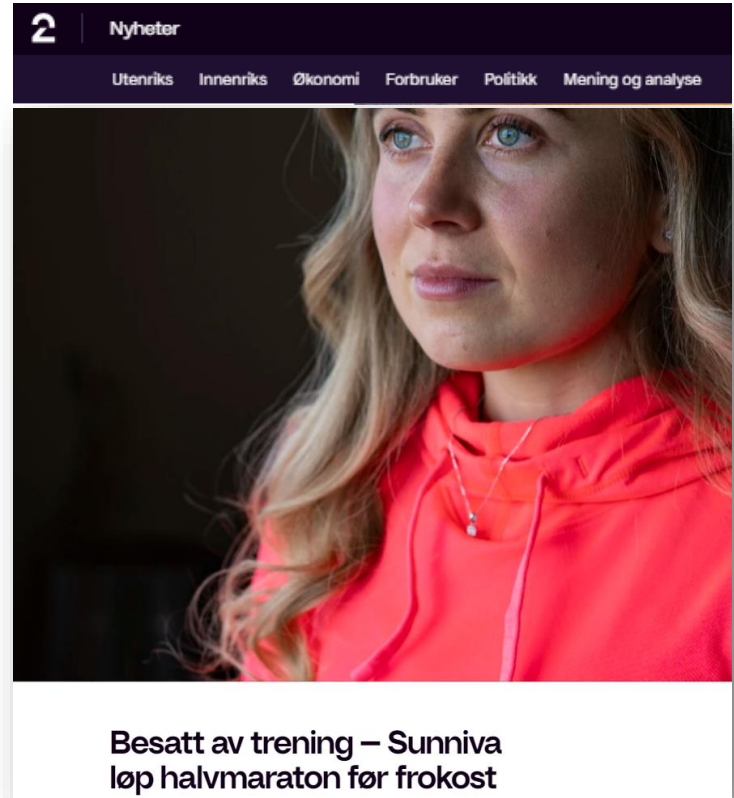 2 Nyheter
Utenriks Innenriks Økonomi Forbruker Politikk Mening og analyse
Besatt av trening – Sunniva
løp halvmaraton før frokost